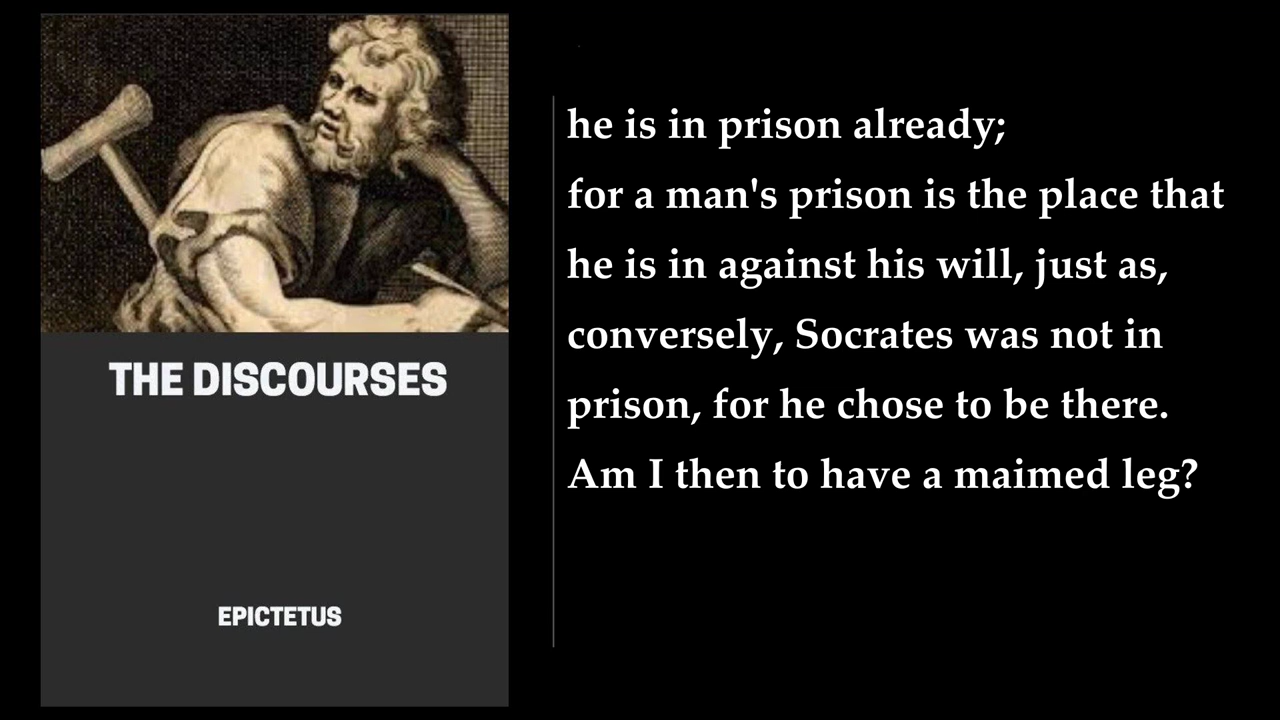 THE DISCOURSES
EPICTETUS
he is in prison already;
for a man's prison is the place that
he is in against his will, just as,
conversely, Socrates was not in
prison, for he chose to be there.
Am I then to have a maimed leg?